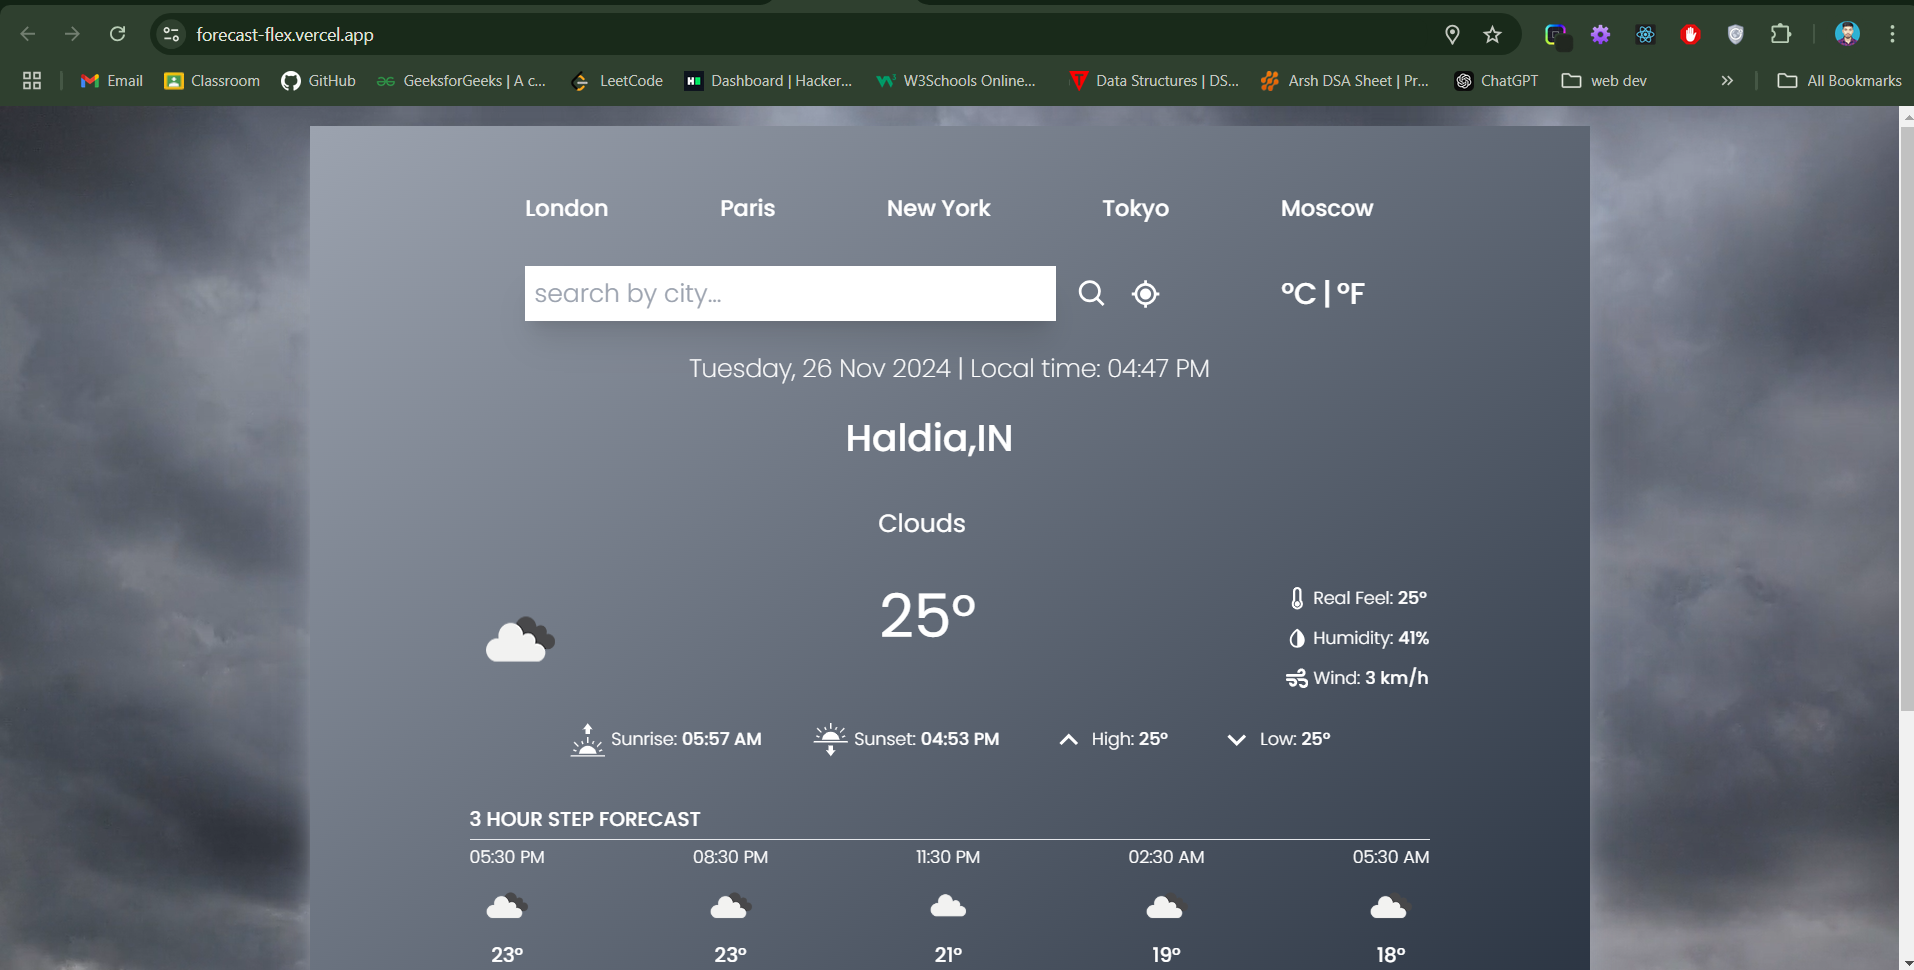 forecast-flex.vercel.app
Email Classroom GitHub GeeksforGeeks | A c... LeetCode Dashboard | Hacker... W3Schools Online... Data Structures | DS... Arsh DSA Sheet | Pr... ChatGPT web dev » All Bookmarks
London Paris New York Tokyo Moscow
search by city... °C | °F
Tuesday, 26 Nov 2024 | Local time: 04:47 PM
Haldia,IN
Clouds
25°
Real Feel: 25°
Humidity: 41%
Wind: 3 km/h
Sunrise: 05:57 AM Sunset: 04:53 PM High: 25° Low: 25°
3 HOUR STEP FORECAST
05:30 PM 08:30 PM 11:30 PM 02:30 AM 05:30 AM
23° 23° 21° 19° 18°